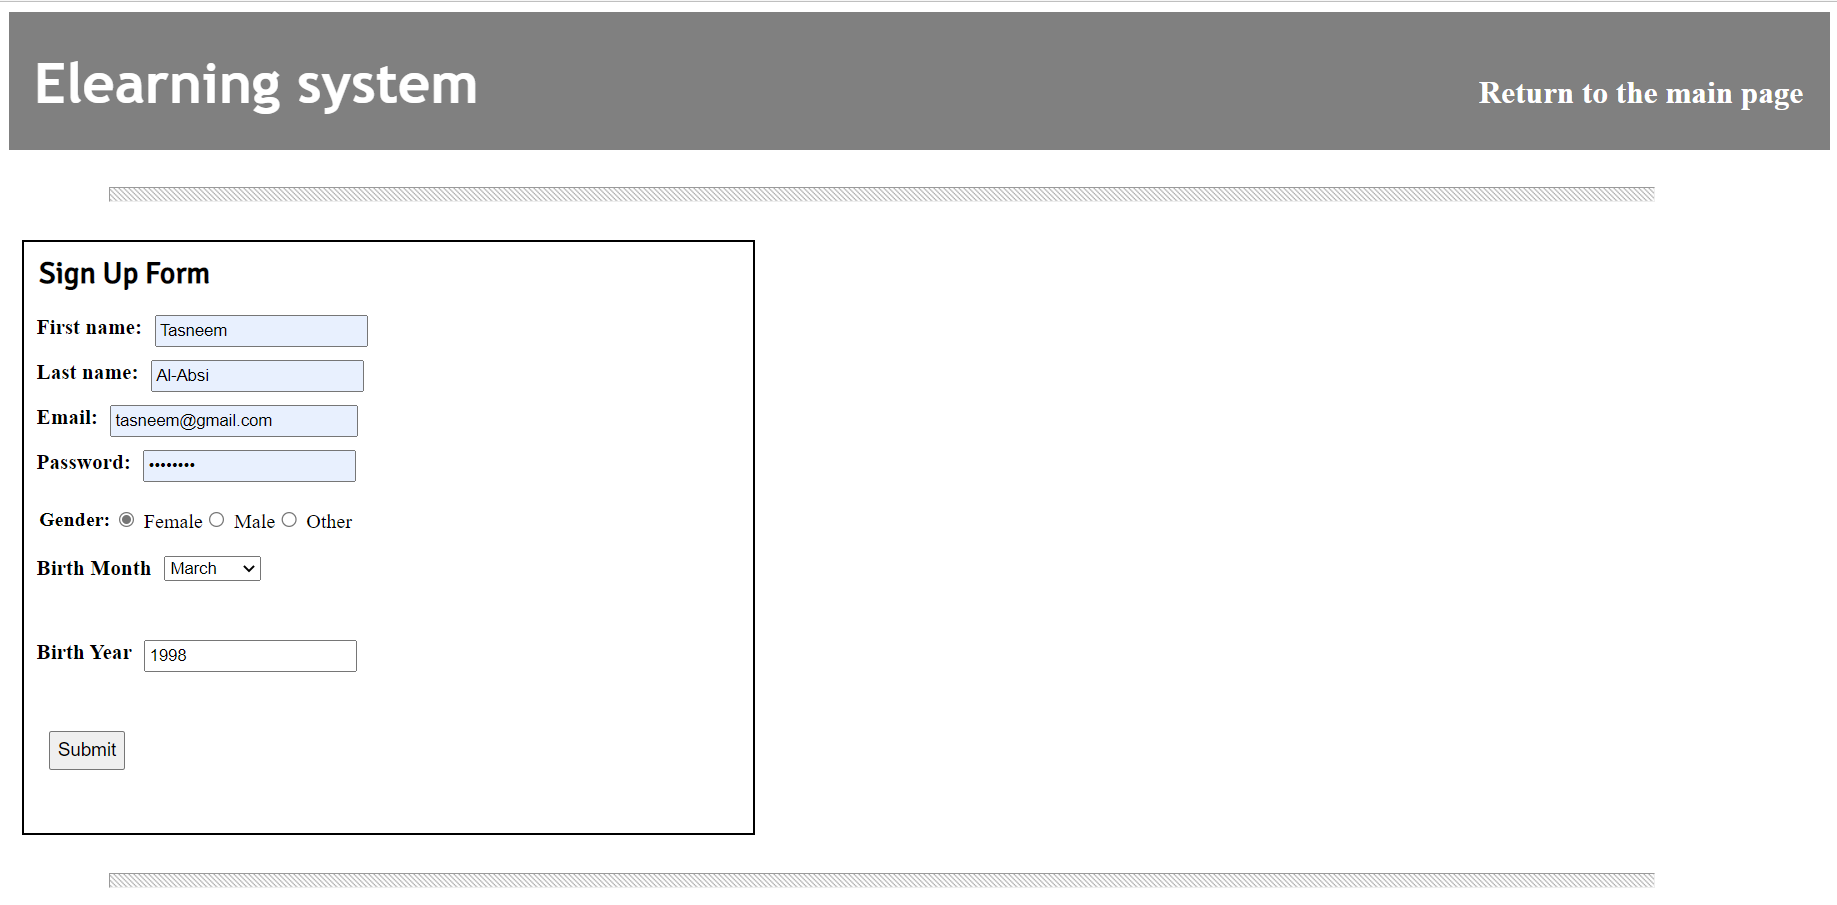 Elearning system
Return to the main page
Sign Up Form
First name: Tasneem
Last name: Al-Absi
Email: tasneem@gmail.com
Password: ••••••••
Gender: Female Male Other
Birth Month March
Birth Year 1998
Submit